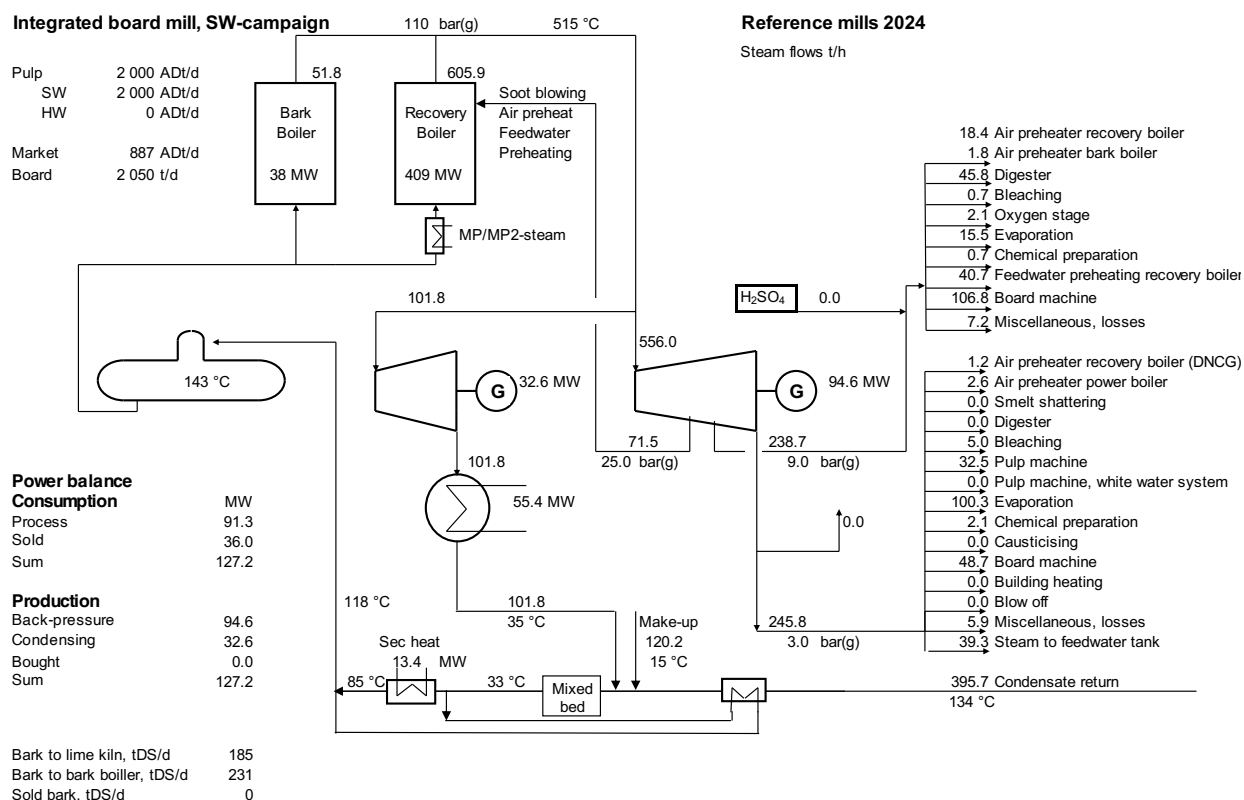 Integrated board mill, SW-campaign
110 bar(g) 515 °C
Reference mills 2024
Steam flows t/h
Pulp 2 000 ADt/d
SW 2 000 ADt/d
HW 0 ADt/d
Market 887 ADt/d
Board 2 050 t/d
51.8
Bark
Boiler
38 MW
605.9
Recovery
Boiler
409 MW
Soot blowing
Air preheat
Feedwater
Preheating
MP/MP2-steam
18.4 Air preheater recovery boiler
1.8 Air preheater bark boiler
45.8 Digester
0.7 Bleaching
2.1 Oxygen stage
15.5 Evaporation
0.7 Chemical preparation
40.7 Feedwater preheating recovery boiler
106.8 Board machine
7.2 Miscellaneous, losses
H2SO4 0.0
101.8
556.0
143 °C
G
32.6 MW
G
94.6 MW
71.5
25.0 bar(g)
238.7
9.0 bar(g)
1.2 Air preheater recovery boiler (DNCG)
2.6 Air preheater power boiler
0.0 Smelt shattering
0.0 Digester
5.0 Bleaching
32.5 Pulp machine
0.0 Pulp machine, white water system
100.3 Evaporation
2.1 Chemical preparation
0.0 Causticising
48.7 Board machine
0.0 Building heating
0.0 Blow off
5.9 Miscellaneous, losses
39.3 Steam to feedwater tank
101.8
55.4 MW
0.0
245.8
3.0 bar(g)
Power balance
Consumption MW
Process 91.3
Sold 36.0
Sum 127.2
Production
Back-pressure 94.6
Condensing 32.6
Bought 0.0
Sum 127.2
118 °C
101.8
35 °C
Make-up
120.2
15 °C
Sec heat
13.4 MW
85 °C
33 °C
Mixed
bed
395.7 Condensate return
134 °C
Bark to lime kiln, tDS/d 185
Bark to bark boiller, tDS/d 231
Sold bark, tDS/d 0